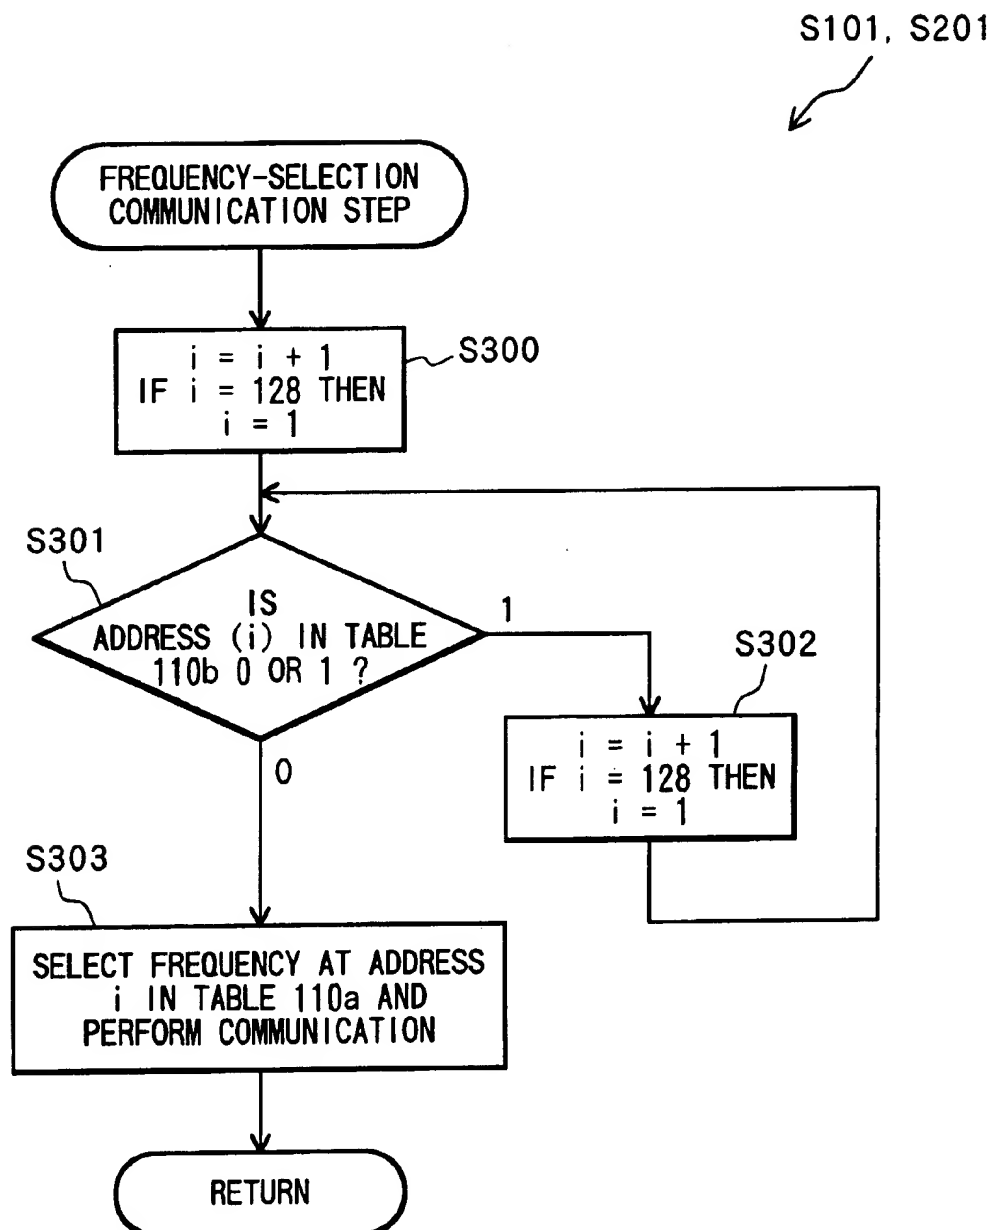 S101, S201
FREQUENCY-SELECTION
COMMUNICATION STEP
i = i + 1
IF i = 128 THEN
i = 1
S300
S301
IS
ADDRESS (i) IN TABLE
110b 0 OR 1 ?
1
0
S302
i = i + 1
IF i = 128 THEN
i = 1
S303
SELECT FREQUENCY AT ADDRESS
i IN TABLE 110a AND
PERFORM COMMUNICATION
RETURN